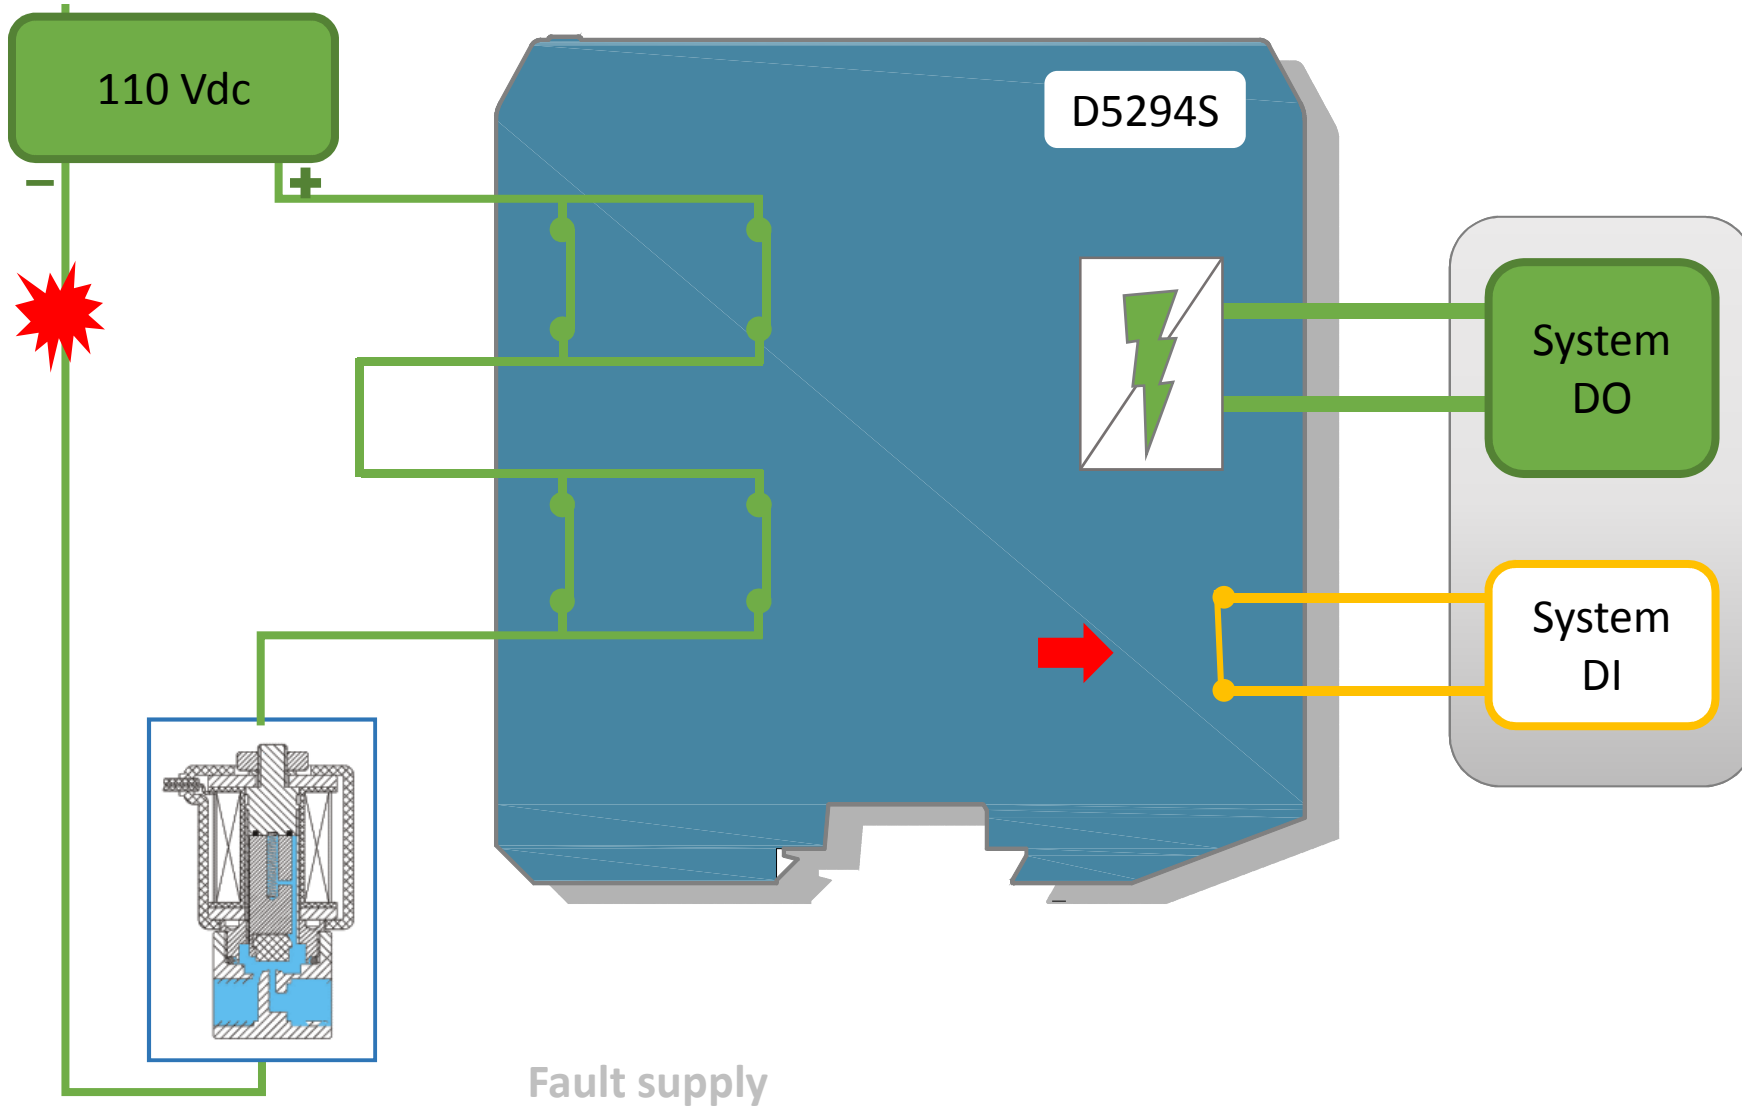 110 Vdc
D5294S
– +
System
DO
System
DI
Fault supply